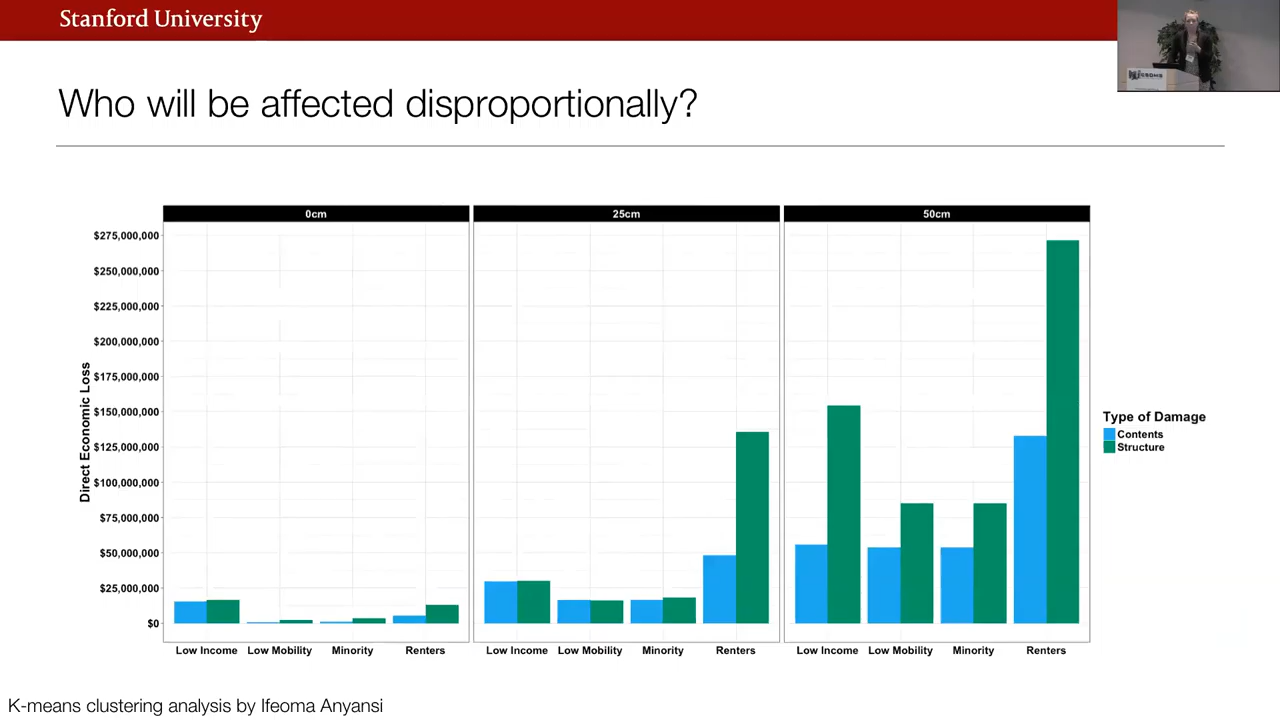 Stanford University
Who will be affected disproportionally?
0cm 25cm 50cm
Direct Economic Loss
$275,000,000
$250,000,000
$225,000,000
$200,000,000
$175,000,000
$150,000,000
$125,000,000
$100,000,000
$75,000,000
$50,000,000
$25,000,000
$0
Low Income Low Mobility Minority Renters Low Income Low Mobility Minority Renters Low Income Low Mobility Minority Renters
Type of Damage
Contents
Structure
K-means clustering analysis by Ifeoma Anyansi